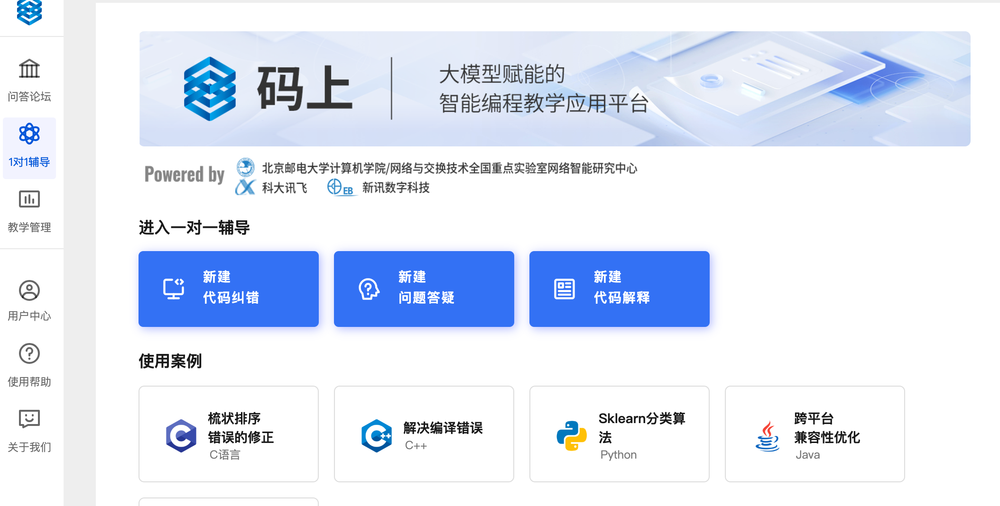 问答论坛
1对1辅导
教学管理
用户中心
使用帮助
关于我们
码上
大模型赋能的
智能编程教学应用平台
Powered by
北京邮电大学计算机学院/网络与交换技术全国重点实验室网络智能研究中心
科大讯飞
EB
新讯数字科技
进入一对一辅导
新建
代码纠错
新建
问题答疑
新建
代码解释
使用案例
C
梳状排序
错误的修正
C语言
C++
解决编译错误
C++
Sklearn分类算
法
Python
跨平台
兼容性优化
Java